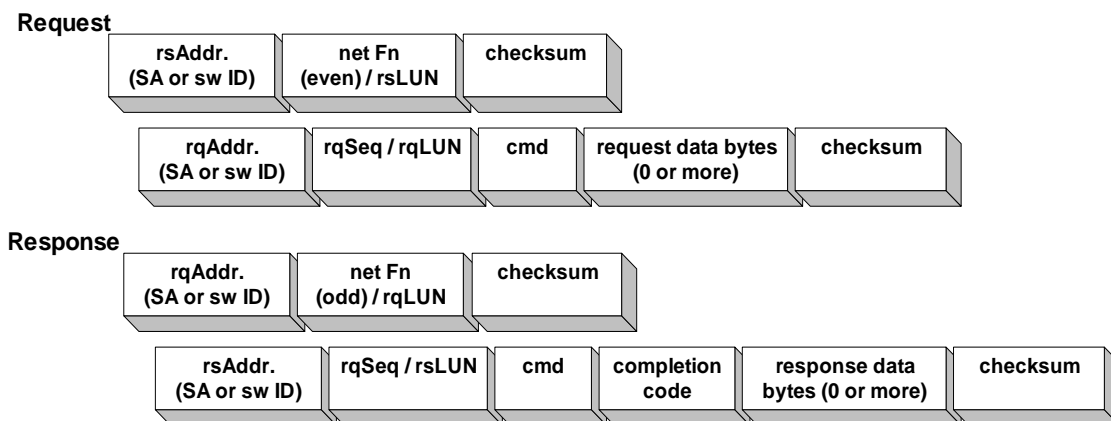 Request
rsAddr.
(SA or sw ID)
net Fn
(even) / rsLUN
checksum
rqAddr.
(SA or sw ID)
rqSeq / rqLUN
cmd
request data bytes
(0 or more)
checksum
Response
rqAddr.
(SA or sw ID)
net Fn
(odd) / rqLUN
checksum
rsAddr.
(SA or sw ID)
rqSeq / rsLUN
cmd
completion
code
response data
bytes (0 or more)
checksum